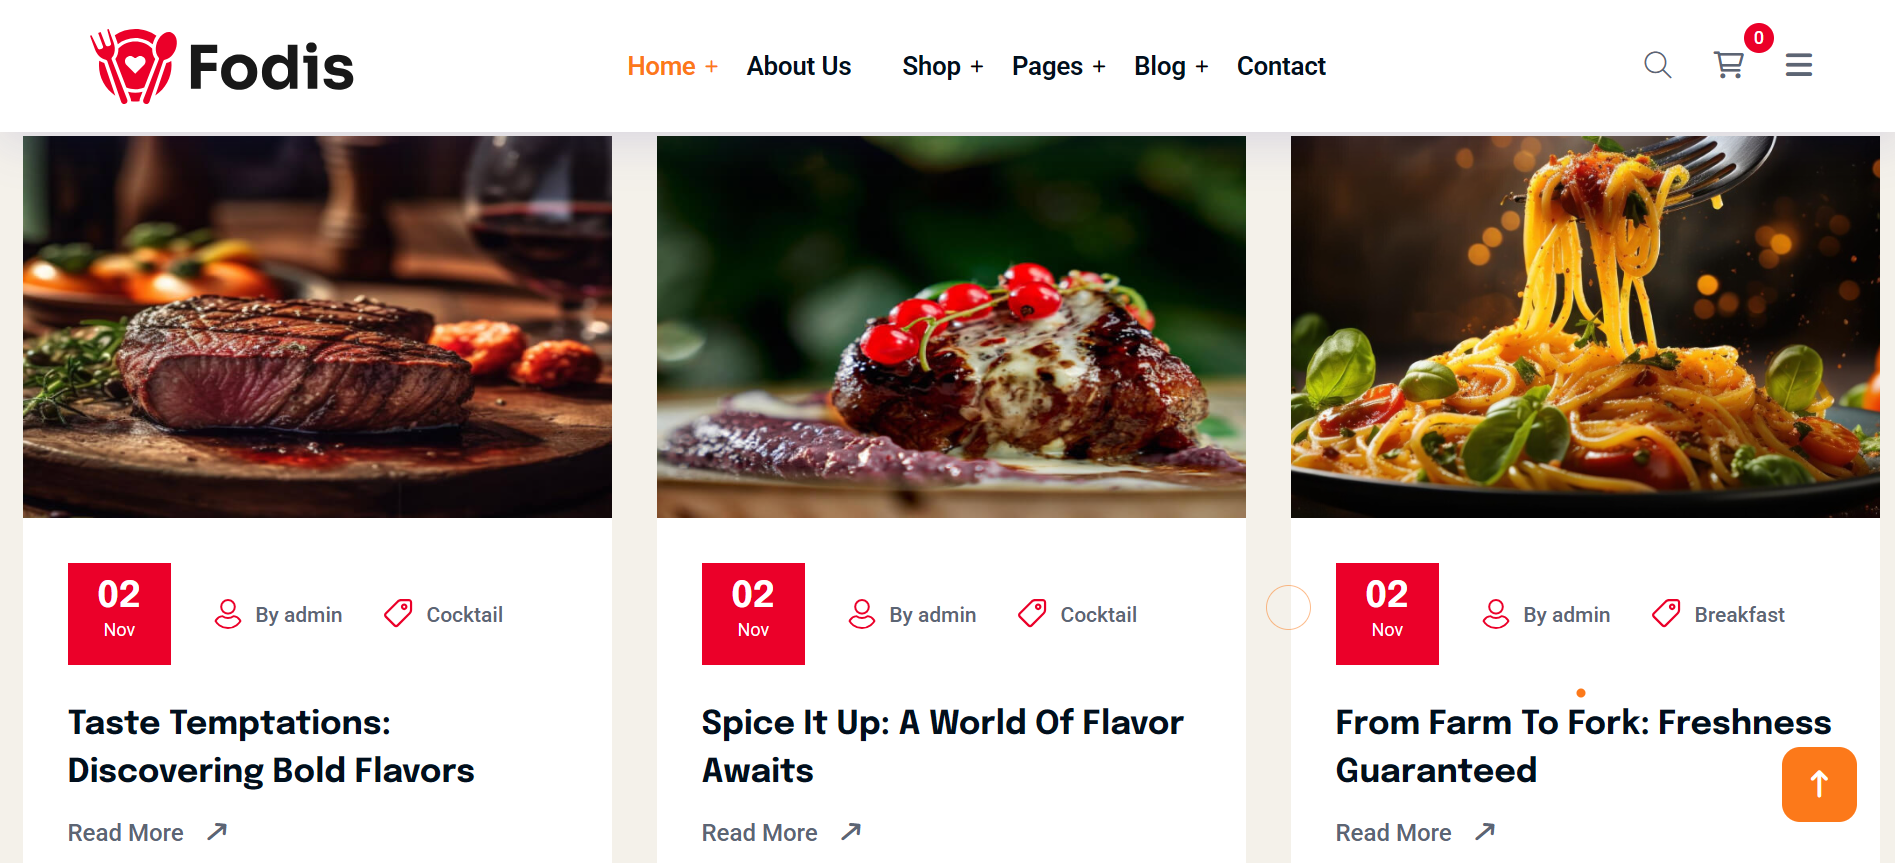 Fodis
Home + About Us Shop + Pages + Blog + Contact
0
02
Nov
By admin
Cocktail
Taste Temptations:
Discovering Bold Flavors
Read More
02
Nov
By admin
Cocktail
Spice It Up: A World Of Flavor
Awaits
Read More
02
Nov
By admin
Breakfast
From Farm To Fork: Freshness
Guaranteed
Read More